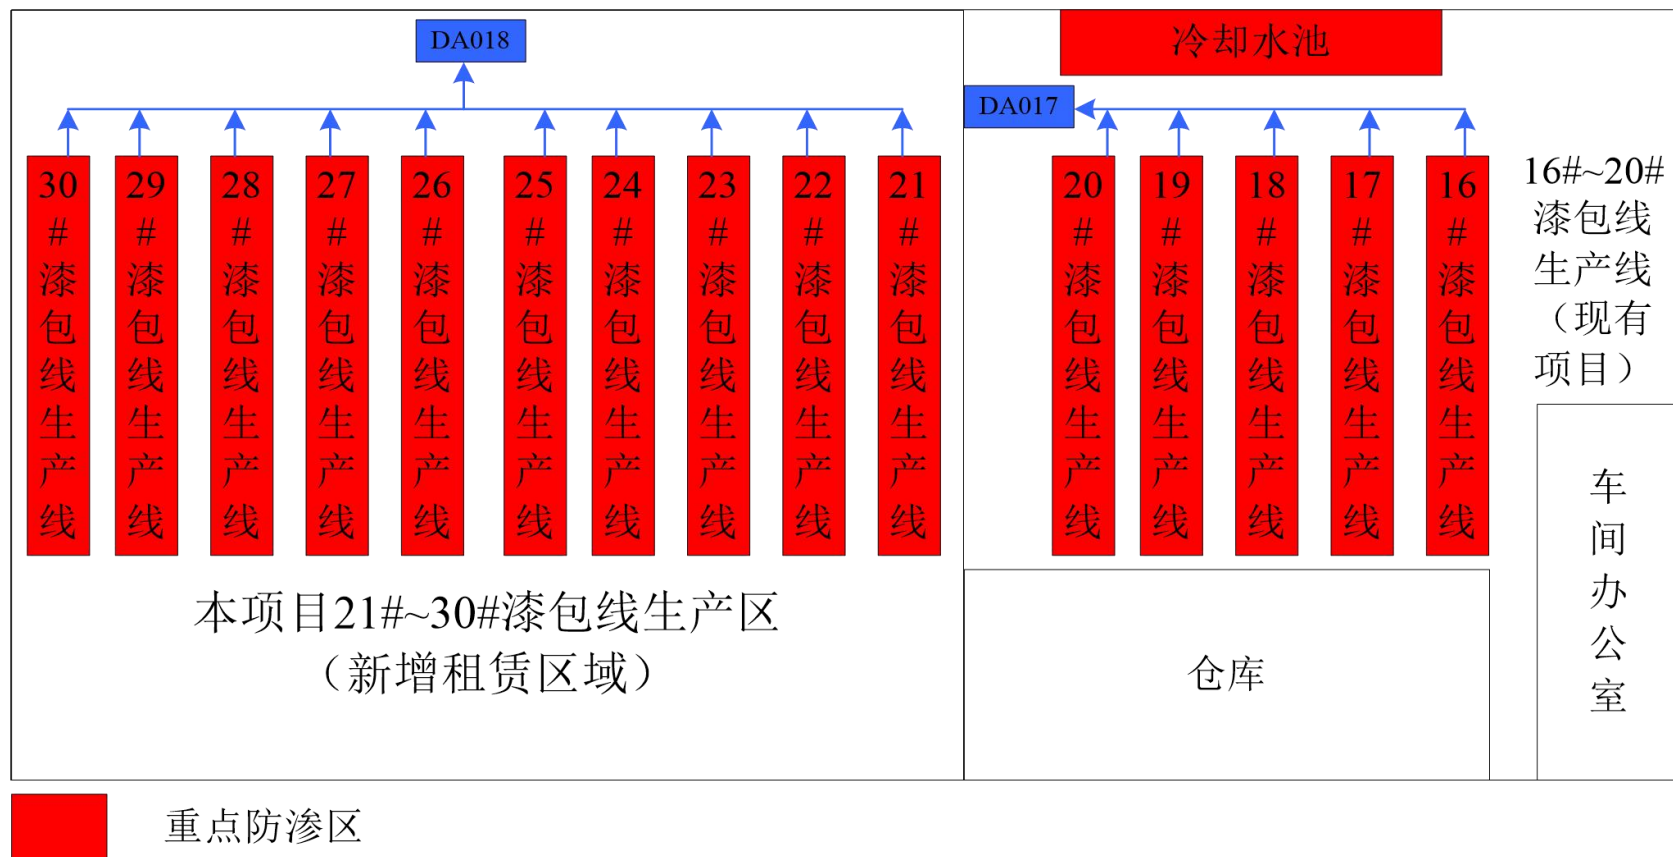 DA018
冷却水池
DA017
30#漆包线生产线
29#漆包线生产线
28#漆包线生产线
27#漆包线生产线
26#漆包线生产线
25#漆包线生产线
24#漆包线生产线
23#漆包线生产线
22#漆包线生产线
21#漆包线生产线
20#漆包线生产线
19#漆包线生产线
18#漆包线生产线
17#漆包线生产线
16#漆包线生产线
16#~20#
漆包线
生产线
（现有
项目）
本项目21#~30#漆包线生产区
（新增租赁区域）
仓库
车间办公室
重点防渗区